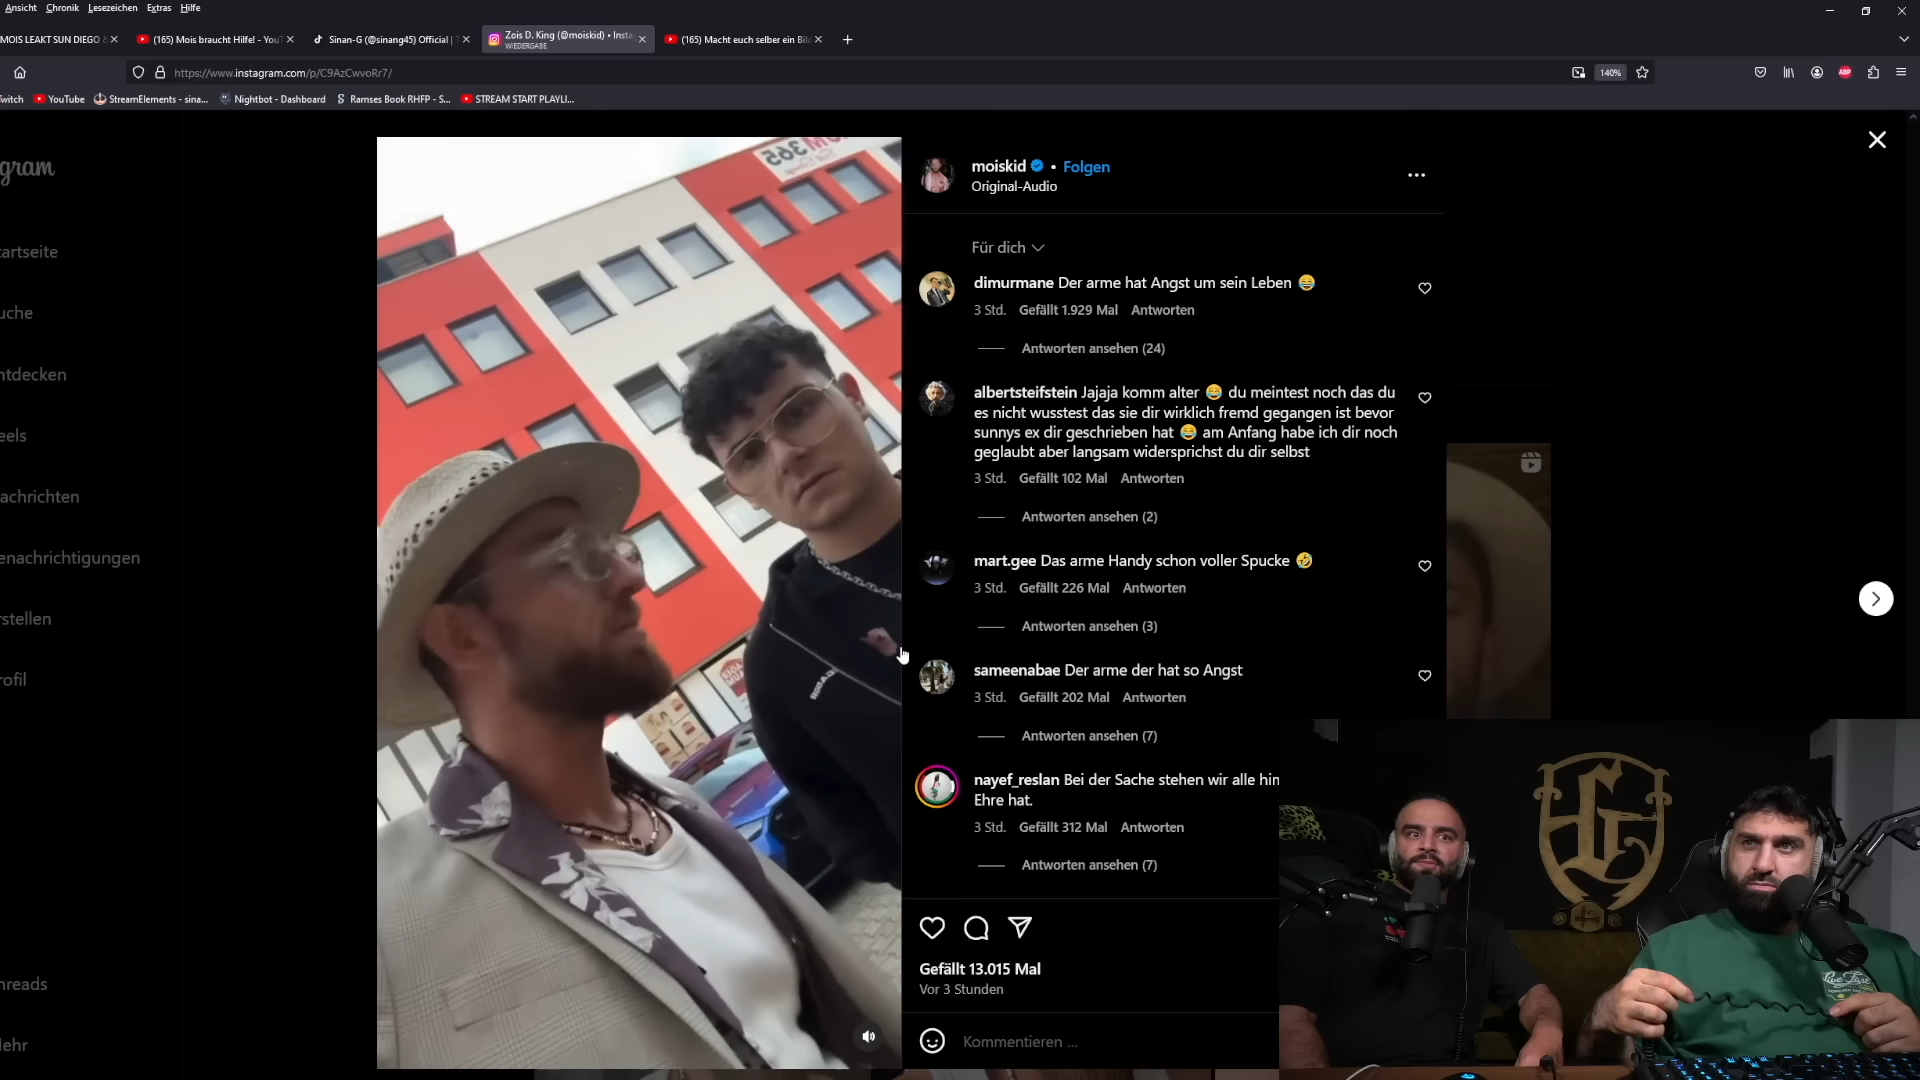 Ansicht Chronik Lesezeichen Extras Hilfe
MOIS LEAKT SUN DIEGO
(165) Mois braucht Hilfe! - You
Sinan-G (@sinang45) Official | T
Zois D. King (@moiskid) • Insta
WIEDERGABE
(165) Macht euch selber ein Bil
https://www.instagram.com/p/C9AzCwvoRr7/
140%
ABP
witch
YouTube
StreamElements - sina...
Nightbot - Dashboard
Ramses Book RHFP - S...
STREAM START PLAYLI...
gram
artseite
uche
ntdecken
eels
achrichten
enachrichtigungen
rstellen
rofil
hreads
ehr
OM365
moiskid • Folgen
Original-Audio
Für dich
dimurmane Der arme hat Angst um sein Leben 😂
3 Std. Gefällt 1.929 Mal Antworten
Antworten ansehen (24)
albertsteifstein Jajaja komm alter 😂 du meintest noch das du
es nicht wusstest das sie dir wirklich fremd gegangen ist bevor
sunnys ex dir geschrieben hat 😂 am Anfang habe ich dir noch
geglaubt aber langsam widersprichst du dir selbst
3 Std. Gefällt 102 Mal Antworten
Antworten ansehen (2)
mart.gee Das arme Handy schon voller Spucke 🤣
3 Std. Gefällt 226 Mal Antworten
Antworten ansehen (3)
sameenabae Der arme der hat so Angst
3 Std. Gefällt 202 Mal Antworten
Antworten ansehen (7)
nayef_reslan Bei der Sache stehen wir alle hin
Ehre hat.
3 Std. Gefällt 312 Mal Antworten
Antworten ansehen (7)
Gefällt 13.015 Mal
Vor 3 Stunden
Kommentieren ...